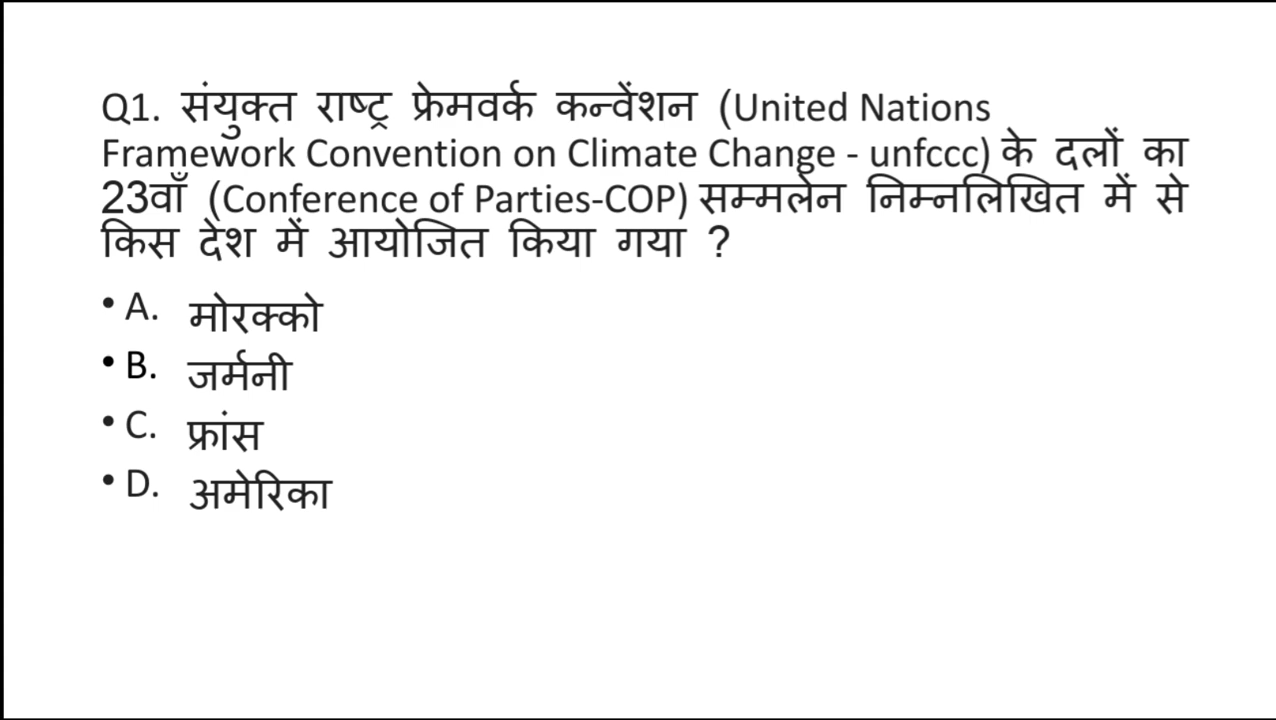 Q1. संयुक्त राष्ट्र फ्रेमवर्क कन्वेंशन (United Nations
Framework Convention on Climate Change - unfccc) के दलों का
23वाँ (Conference of Parties-COP) सम्मलेन निम्नलिखित में से
किस देश में आयोजित किया गया ?
• A. मोरक्को
• B. जर्मनी
• C. फ्रांस
• D. अमेरिका